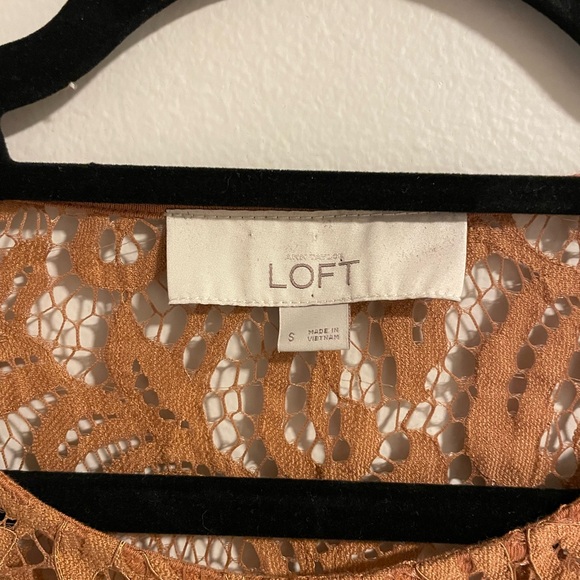 ANN TAYLOR
LOFT
S
MADE IN
VIETNAM